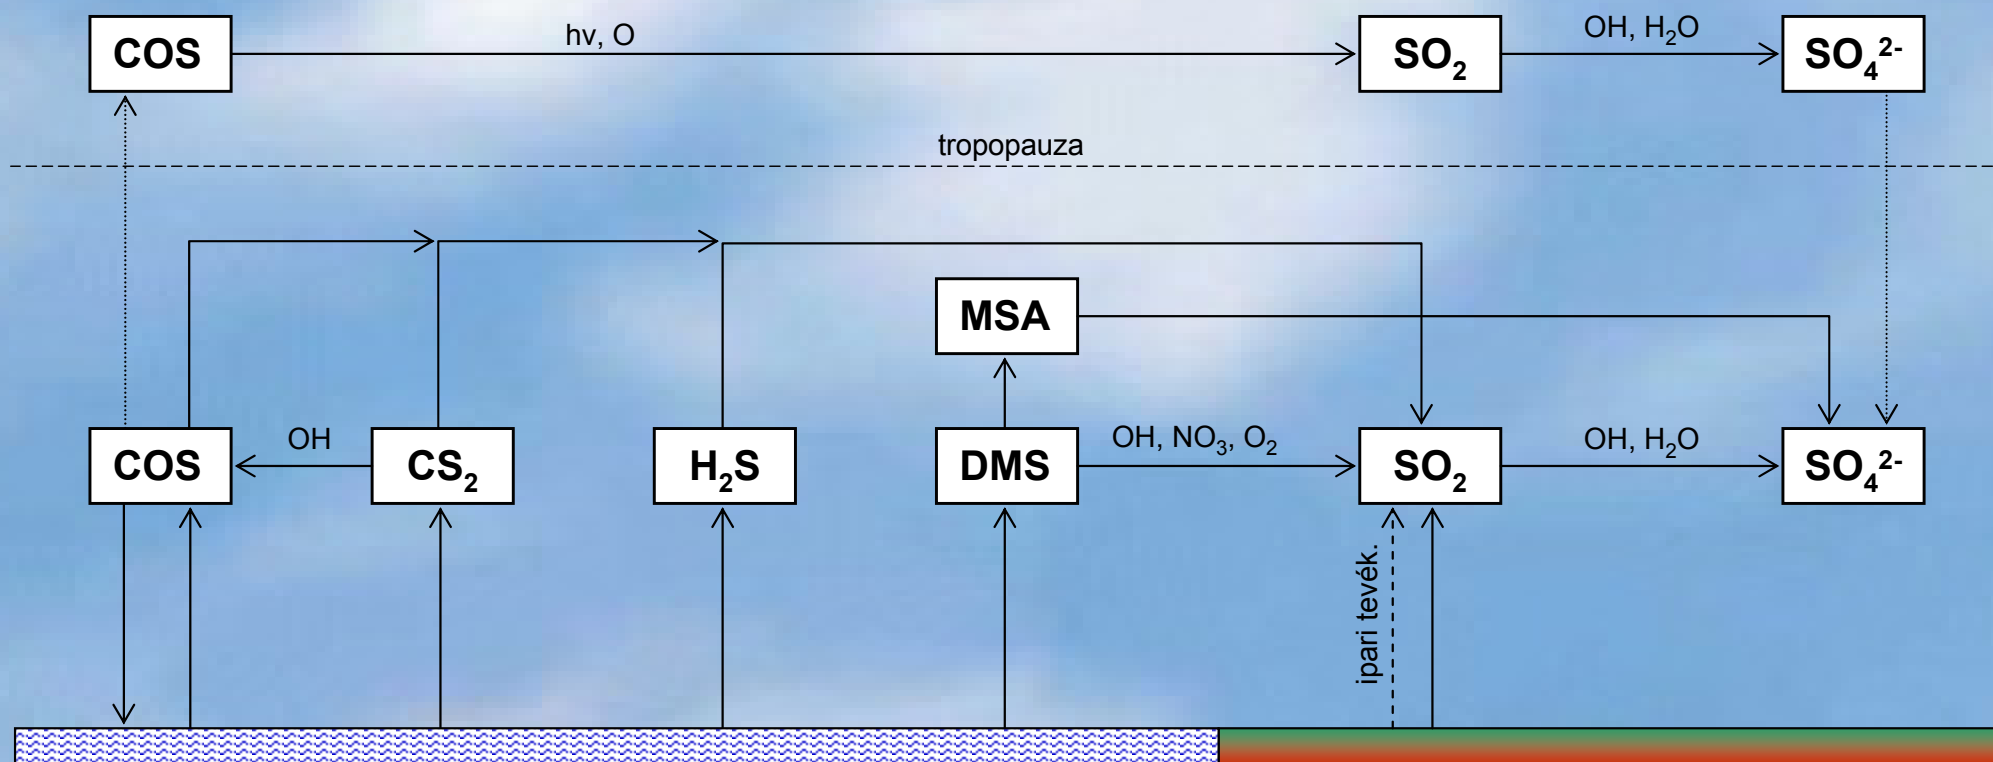 COS
hν, O
SO₂
OH, H₂O
SO₄²⁻
tropopauza
MSA
COS
OH
CS₂
H₂S
DMS
OH, NO₃, O₂
SO₂
OH, H₂O
SO₄²⁻
ipari tevék.